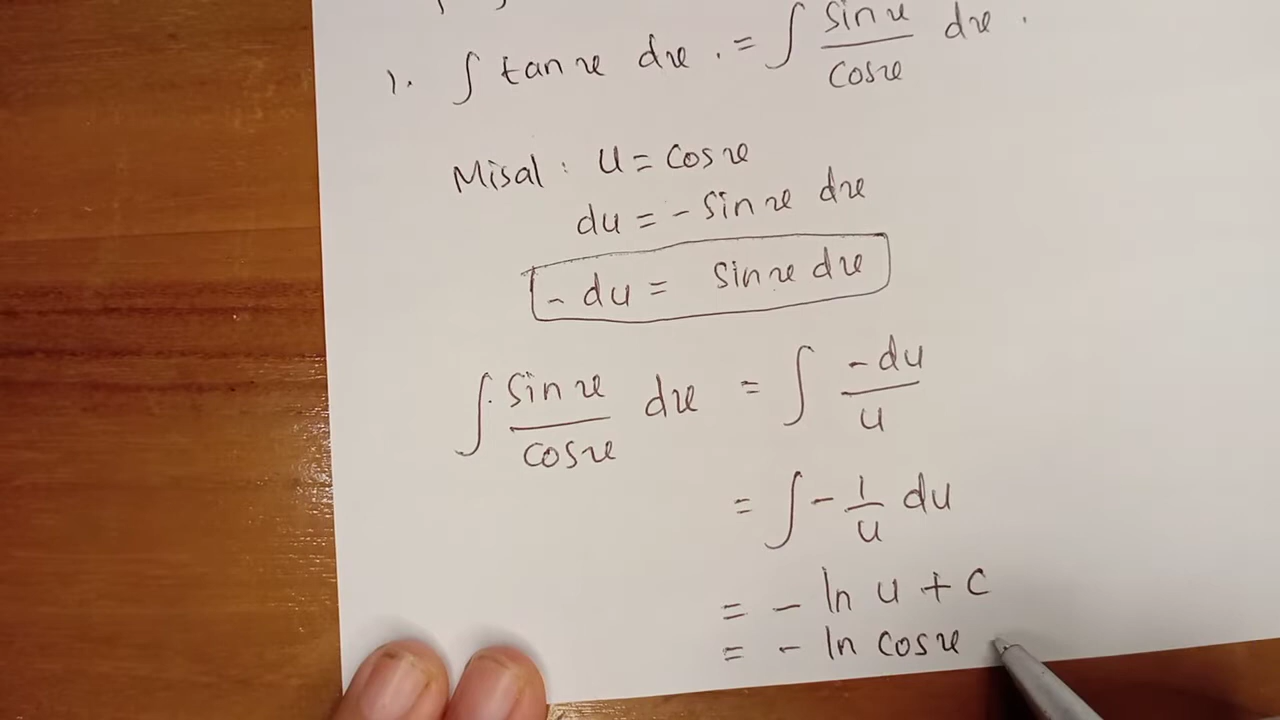 1. ∫ tan x dx . = ∫ sin x / cos x dx .
Misal : u = cos x
du = - sin x dx
- du = sin x dx
∫ sin x / cos x dx = ∫ -du / u
= ∫ - 1/u du
= - ln u + c
= - ln cos x